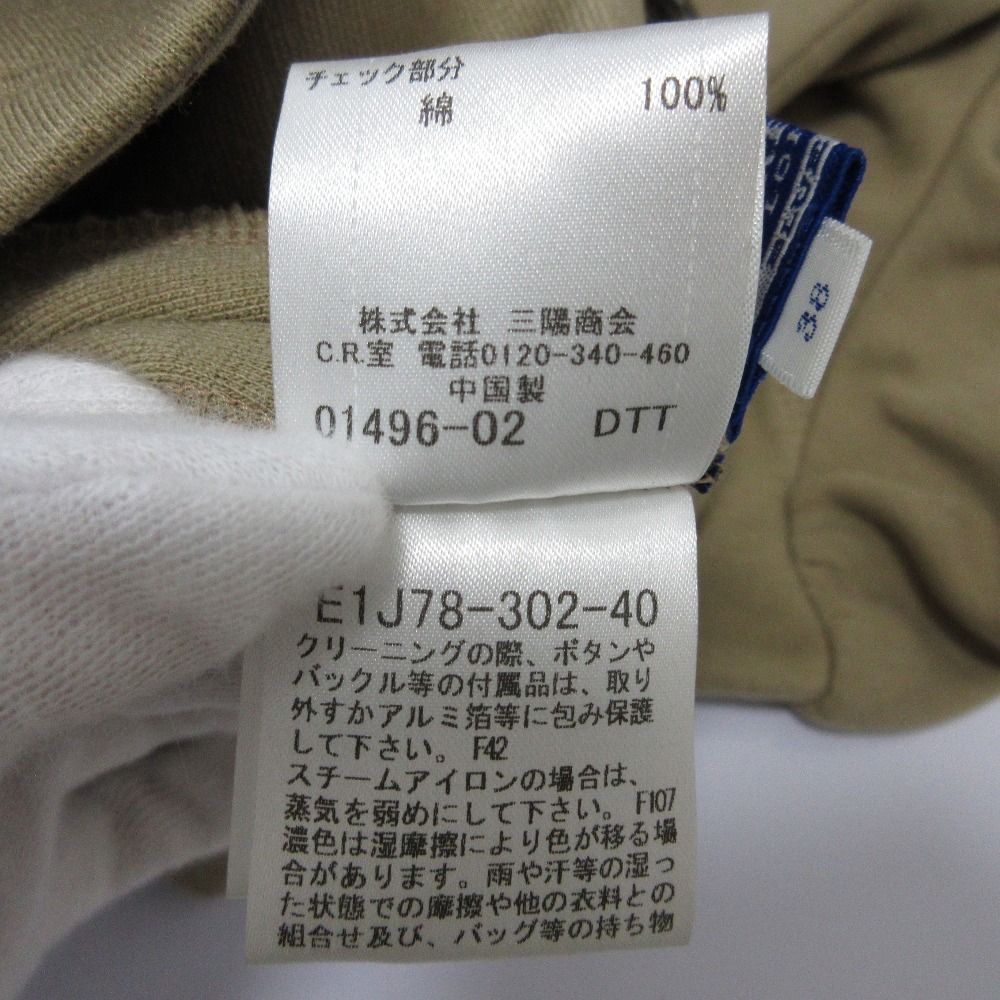 チェック部分
綿 100%
株式会社 三陽商会
C.R.室 電話0120-340-460
中国製
01496-02 DTT
38
E1J78-302-40
クリーニングの際、ボタンや
バックル等の付属品は、取り
外すかアルミ箔等に包み保護
して下さい。 F42
スチームアイロンの場合は、
蒸気を弱めにして下さい。 F107
濃色は湿摩擦により色が移る場
合があります。雨や汗等の湿っ
た状態での摩擦や他の衣料との
組合せ及び、バッグ等の持ち物